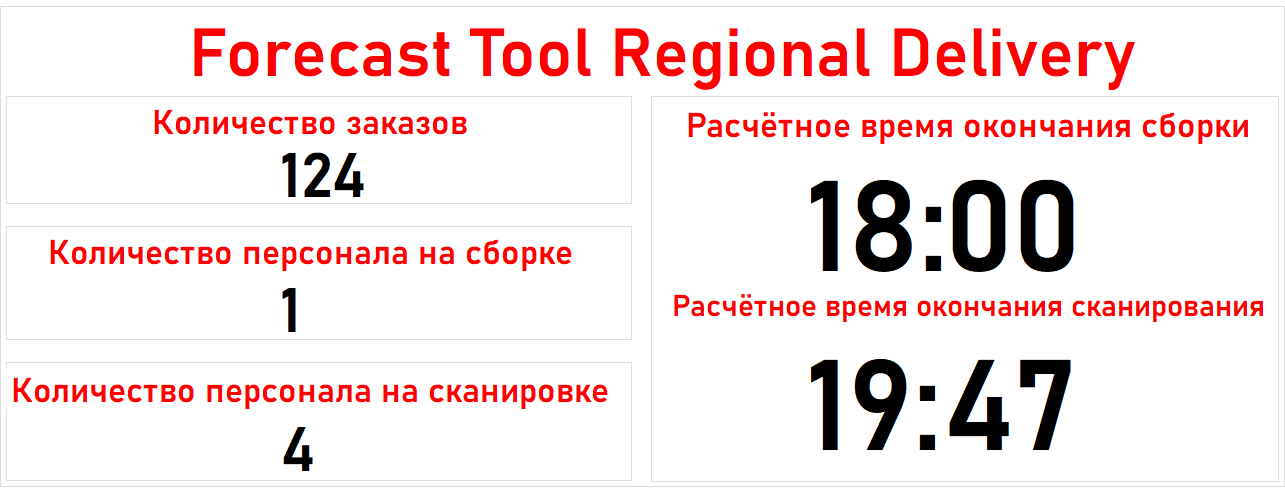 Forecast Tool Regional Delivery
Количество заказов
124
Количество персонала на сборке
1
Количество персонала на сканировке
4
Расчётное время окончания сборки
18:00
Расчётное время окончания сканирования
19:47